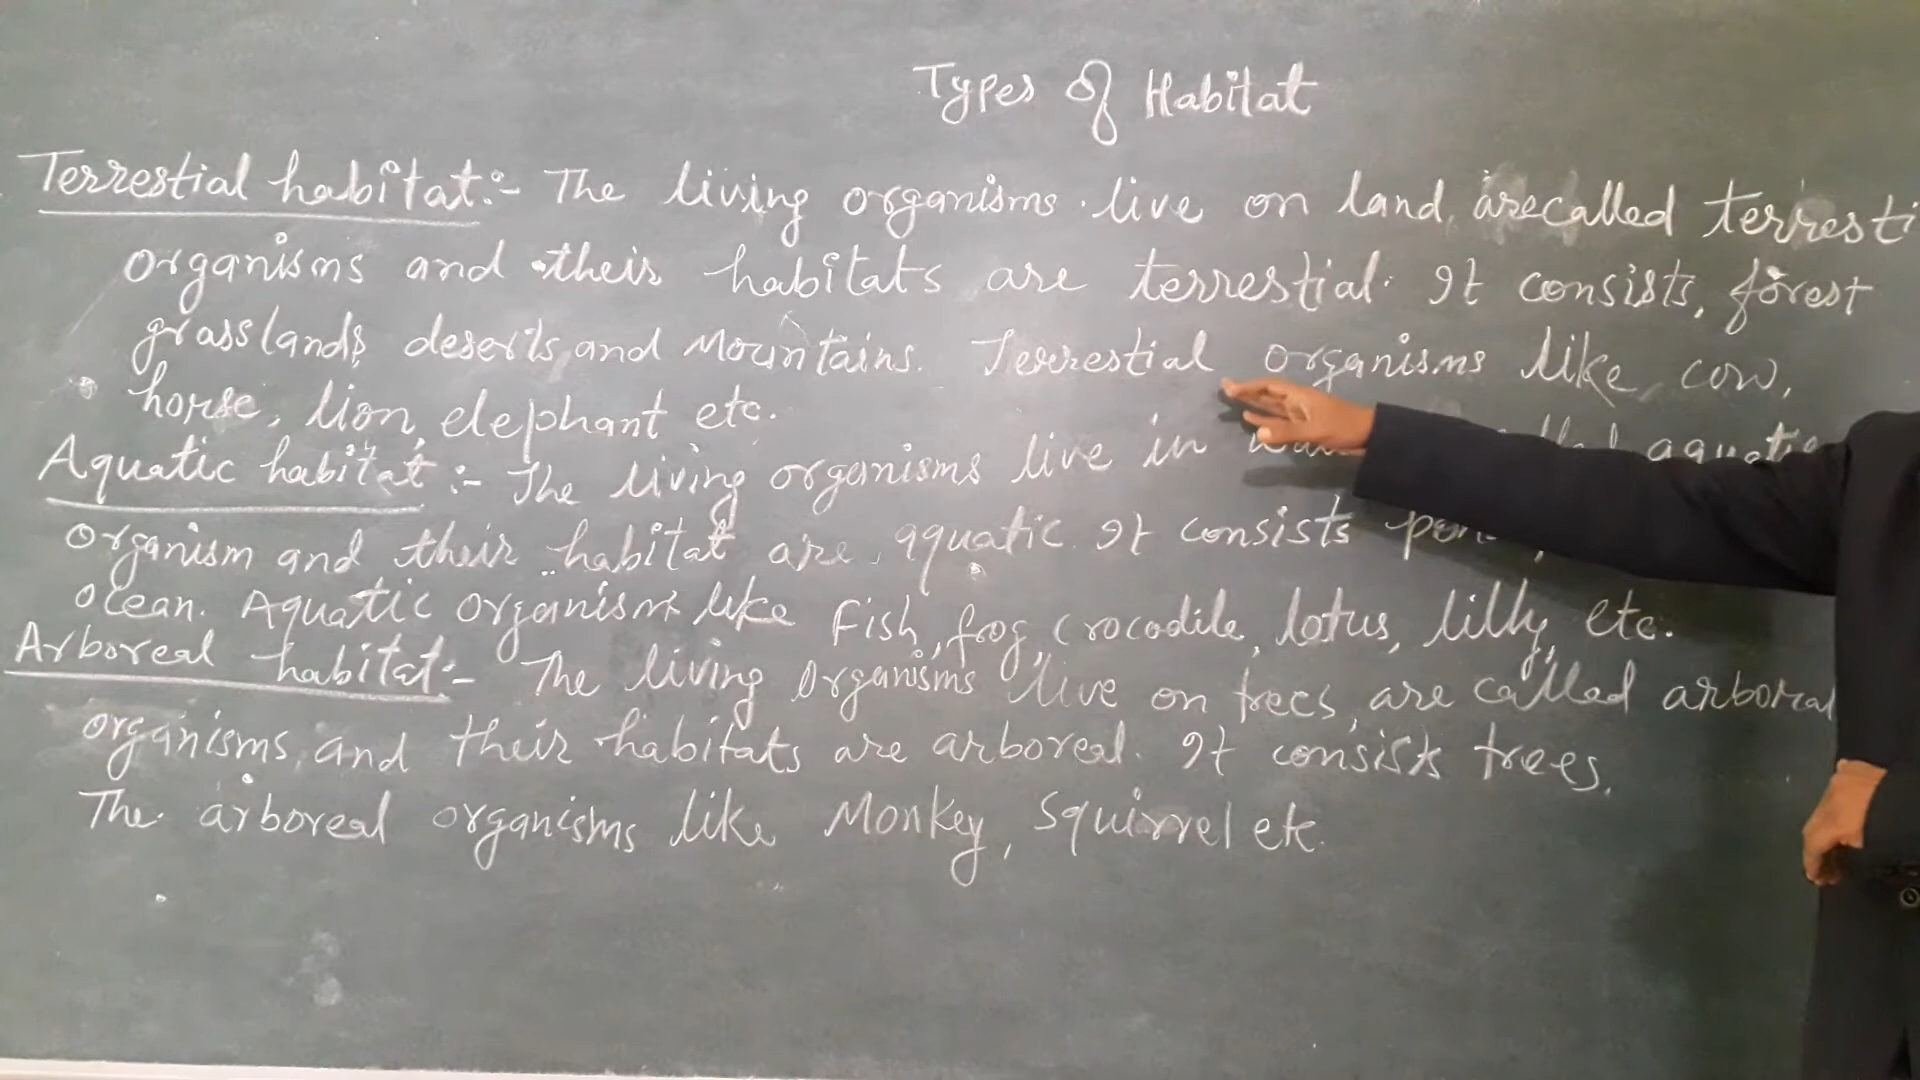 Types of Habitat
Terrestial habitat:- The living organisms live on land, are called terresti
organisms and their habitats are terrestial. It consists, forest
grasslands, deserts, and Mountains. Terrestial organisms like, cow,
horse, lion, elephant etc.
Aquatic habitat:- The living organisms live in aquatic
organism and their habitat are aquatic. It consists
ocean. Aquatic organism like Fish, frog, crocodile, lotus, lilly, etc.
Arboreal habitat:- The living organisms live on trees, are called arboreal
organisms, and their habitats are arboreal. It consists trees.
The arboreal organisms like Monkey, Squirrel etc.